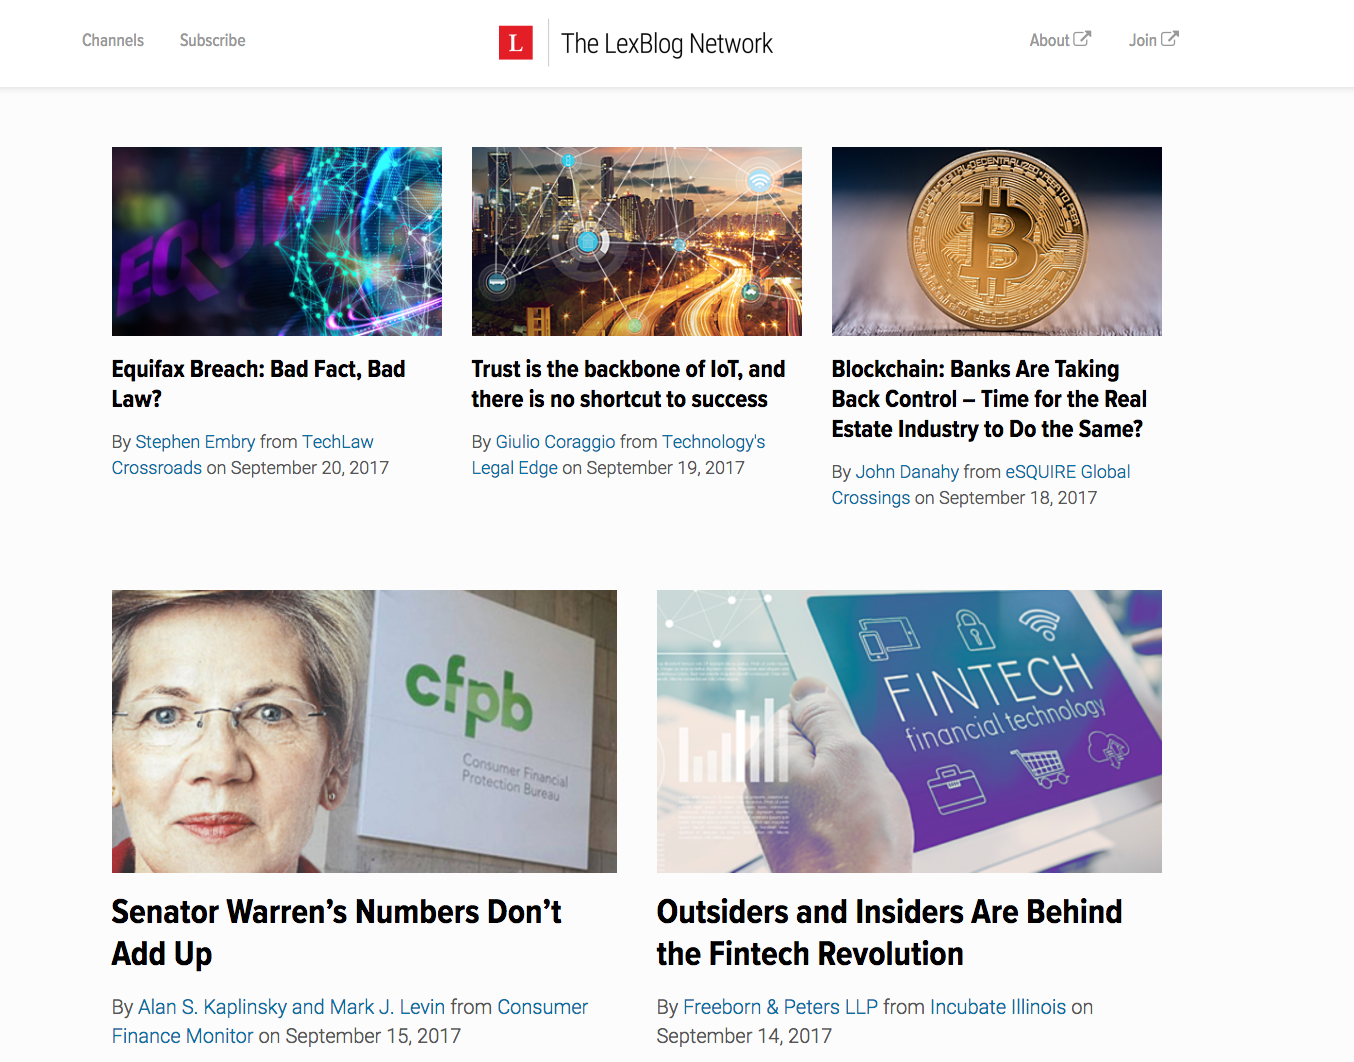 Channels
Subscribe
L
The LexBlog Network
About
Join
EQUI
DECENTRALIZED
Equifax Breach: Bad Fact, Bad
Law?
By Stephen Embry from TechLaw
Crossroads on September 20, 2017
Trust is the backbone of IoT, and
there is no shortcut to success
By Giulio Coraggio from Technology's
Legal Edge on September 19, 2017
Blockchain: Banks Are Taking
Back Control – Time for the Real
Estate Industry to Do the Same?
By John Danahy from eSQUIRE Global
Crossings on September 18, 2017
cfpb
Consumer Financial
Protection Bureau
FINTECH
financial technology
Senator Warren’s Numbers Don’t
Add Up
By Alan S. Kaplinsky and Mark J. Levin from Consumer
Finance Monitor on September 15, 2017
Outsiders and Insiders Are Behind
the Fintech Revolution
By Freeborn & Peters LLP from Incubate Illinois on
September 14, 2017